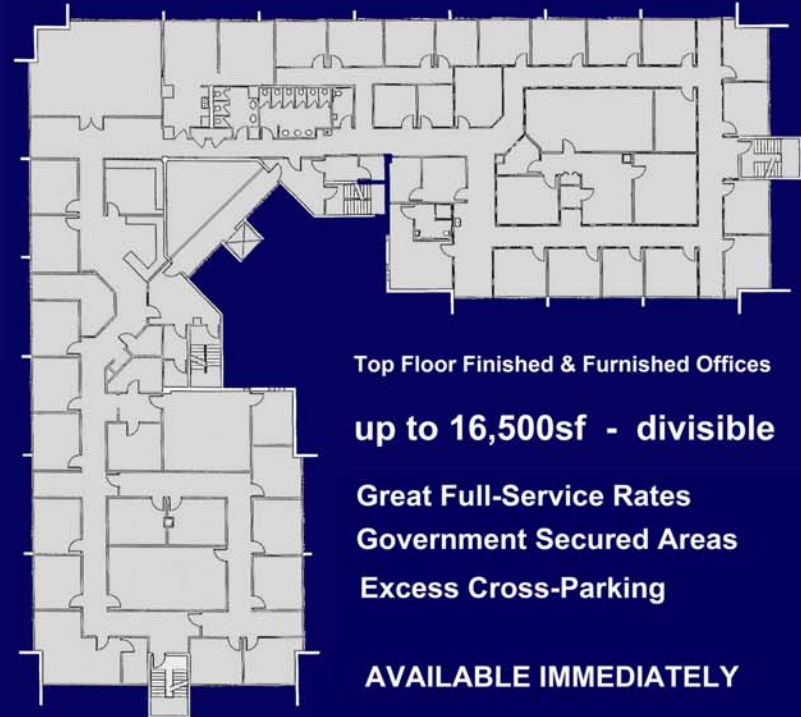 Top Floor Finished & Furnished Offices
up to 16,500sf - divisible
Great Full-Service Rates
Government Secured Areas
Excess Cross-Parking
AVAILABLE IMMEDIATELY